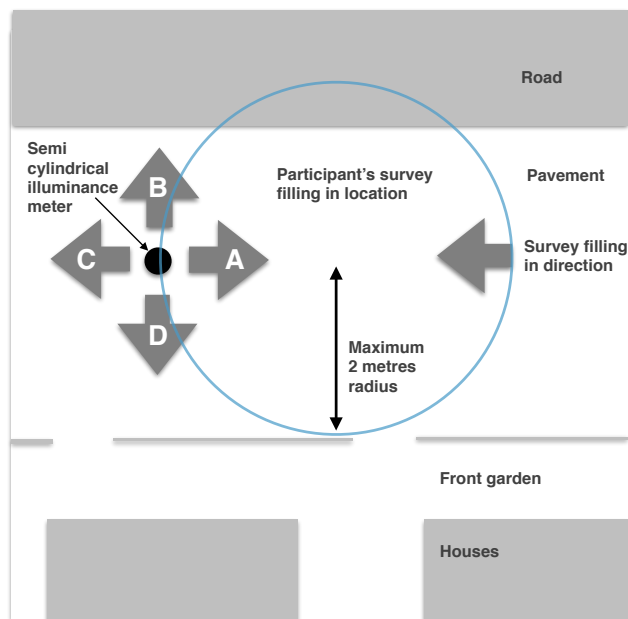 Road
Semi
cylindrical
illuminance
meter
B
Participant's survey
filling in location
Pavement
C
A
Survey filling
in direction
D
Maximum
2 metres
radius
Front garden
Houses